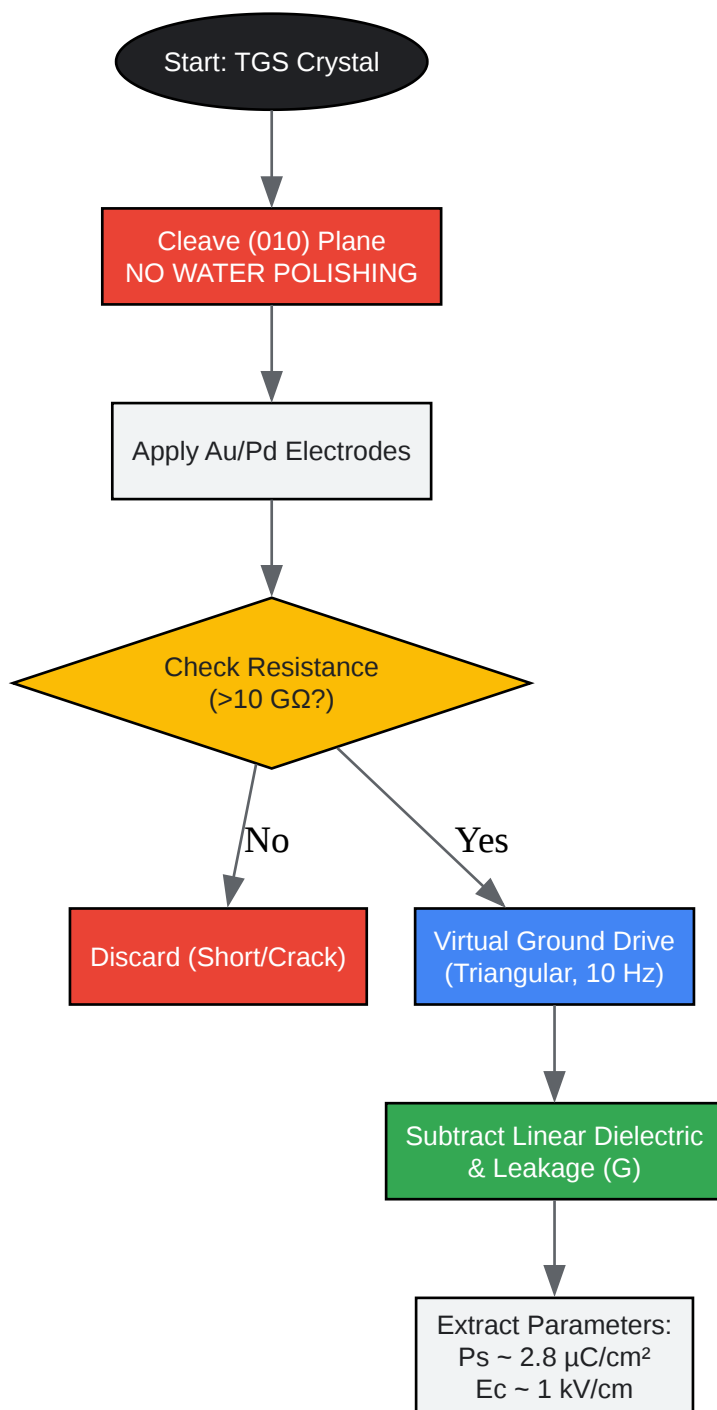 Start: TGS Crystal
Cleave (010) Plane
NO WATER POLISHING
Apply Au/Pd Electrodes
Check Resistance
(>10 GΩ?)
No
Yes
Discard (Short/Crack)
Virtual Ground Drive
(Triangular, 10 Hz)
Subtract Linear Dielectric
& Leakage (G)
Extract Parameters:
Ps ~ 2.8 µC/cm²
Ec ~ 1 kV/cm